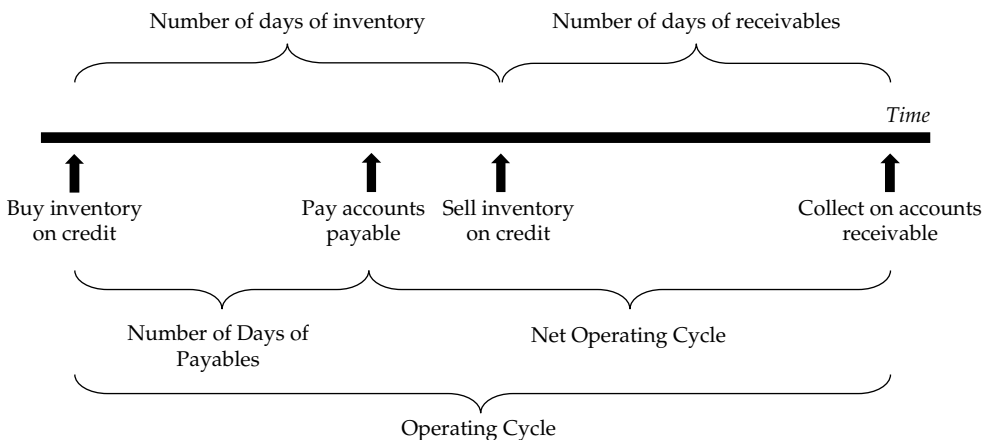 Number of days of inventory
Number of days of receivables
Time
Buy inventory
on credit
Pay accounts
payable
Sell inventory
on credit
Collect on accounts
receivable
Number of Days of
Payables
Net Operating Cycle
Operating Cycle